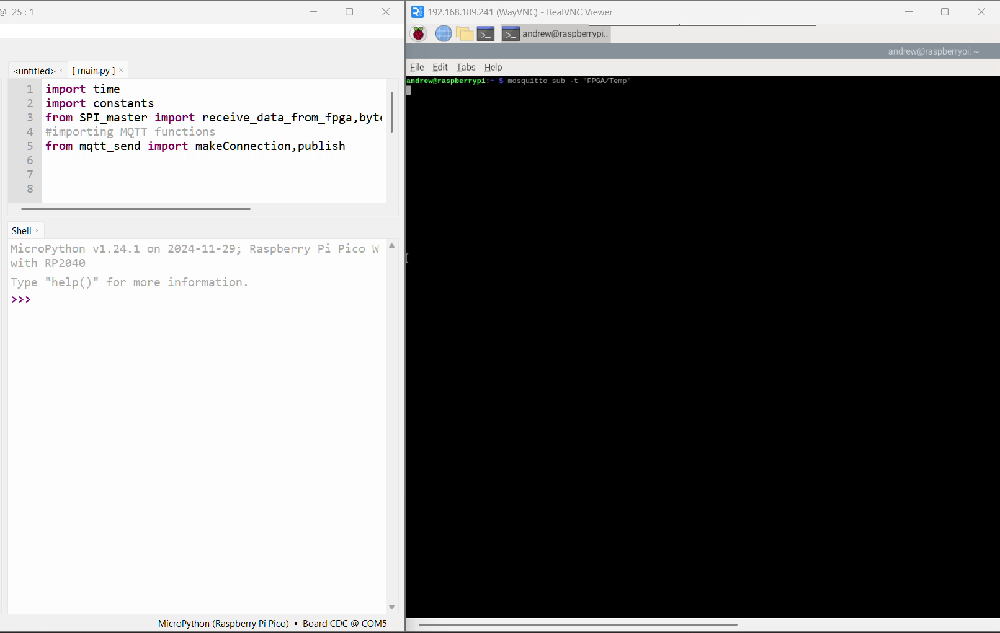 @ 25 : 1
<untitled> ×
[ main.py ] ×
1 import time
2 import constants
3 from SPI_master import receive_data_from_fpga,byte
4 #importing MQTT functions
5 from mqtt_send import makeConnection,publish
6
7
8
Shell ×
MicroPython v1.24.1 on 2024-11-29; Raspberry Pi Pico W
with RP2040
Type "help()" for more information.
>>>
MicroPython (Raspberry Pi Pico) • Board CDC @ COM5 ≡
192.168.189.241 (WayVNC) - RealVNC Viewer
andrew@raspberrypi..
andrew@raspberrypi: ~
File Edit Tabs Help
andrew@raspberrypi:~ $ mosquitto_sub -t "FPGA/Temp"